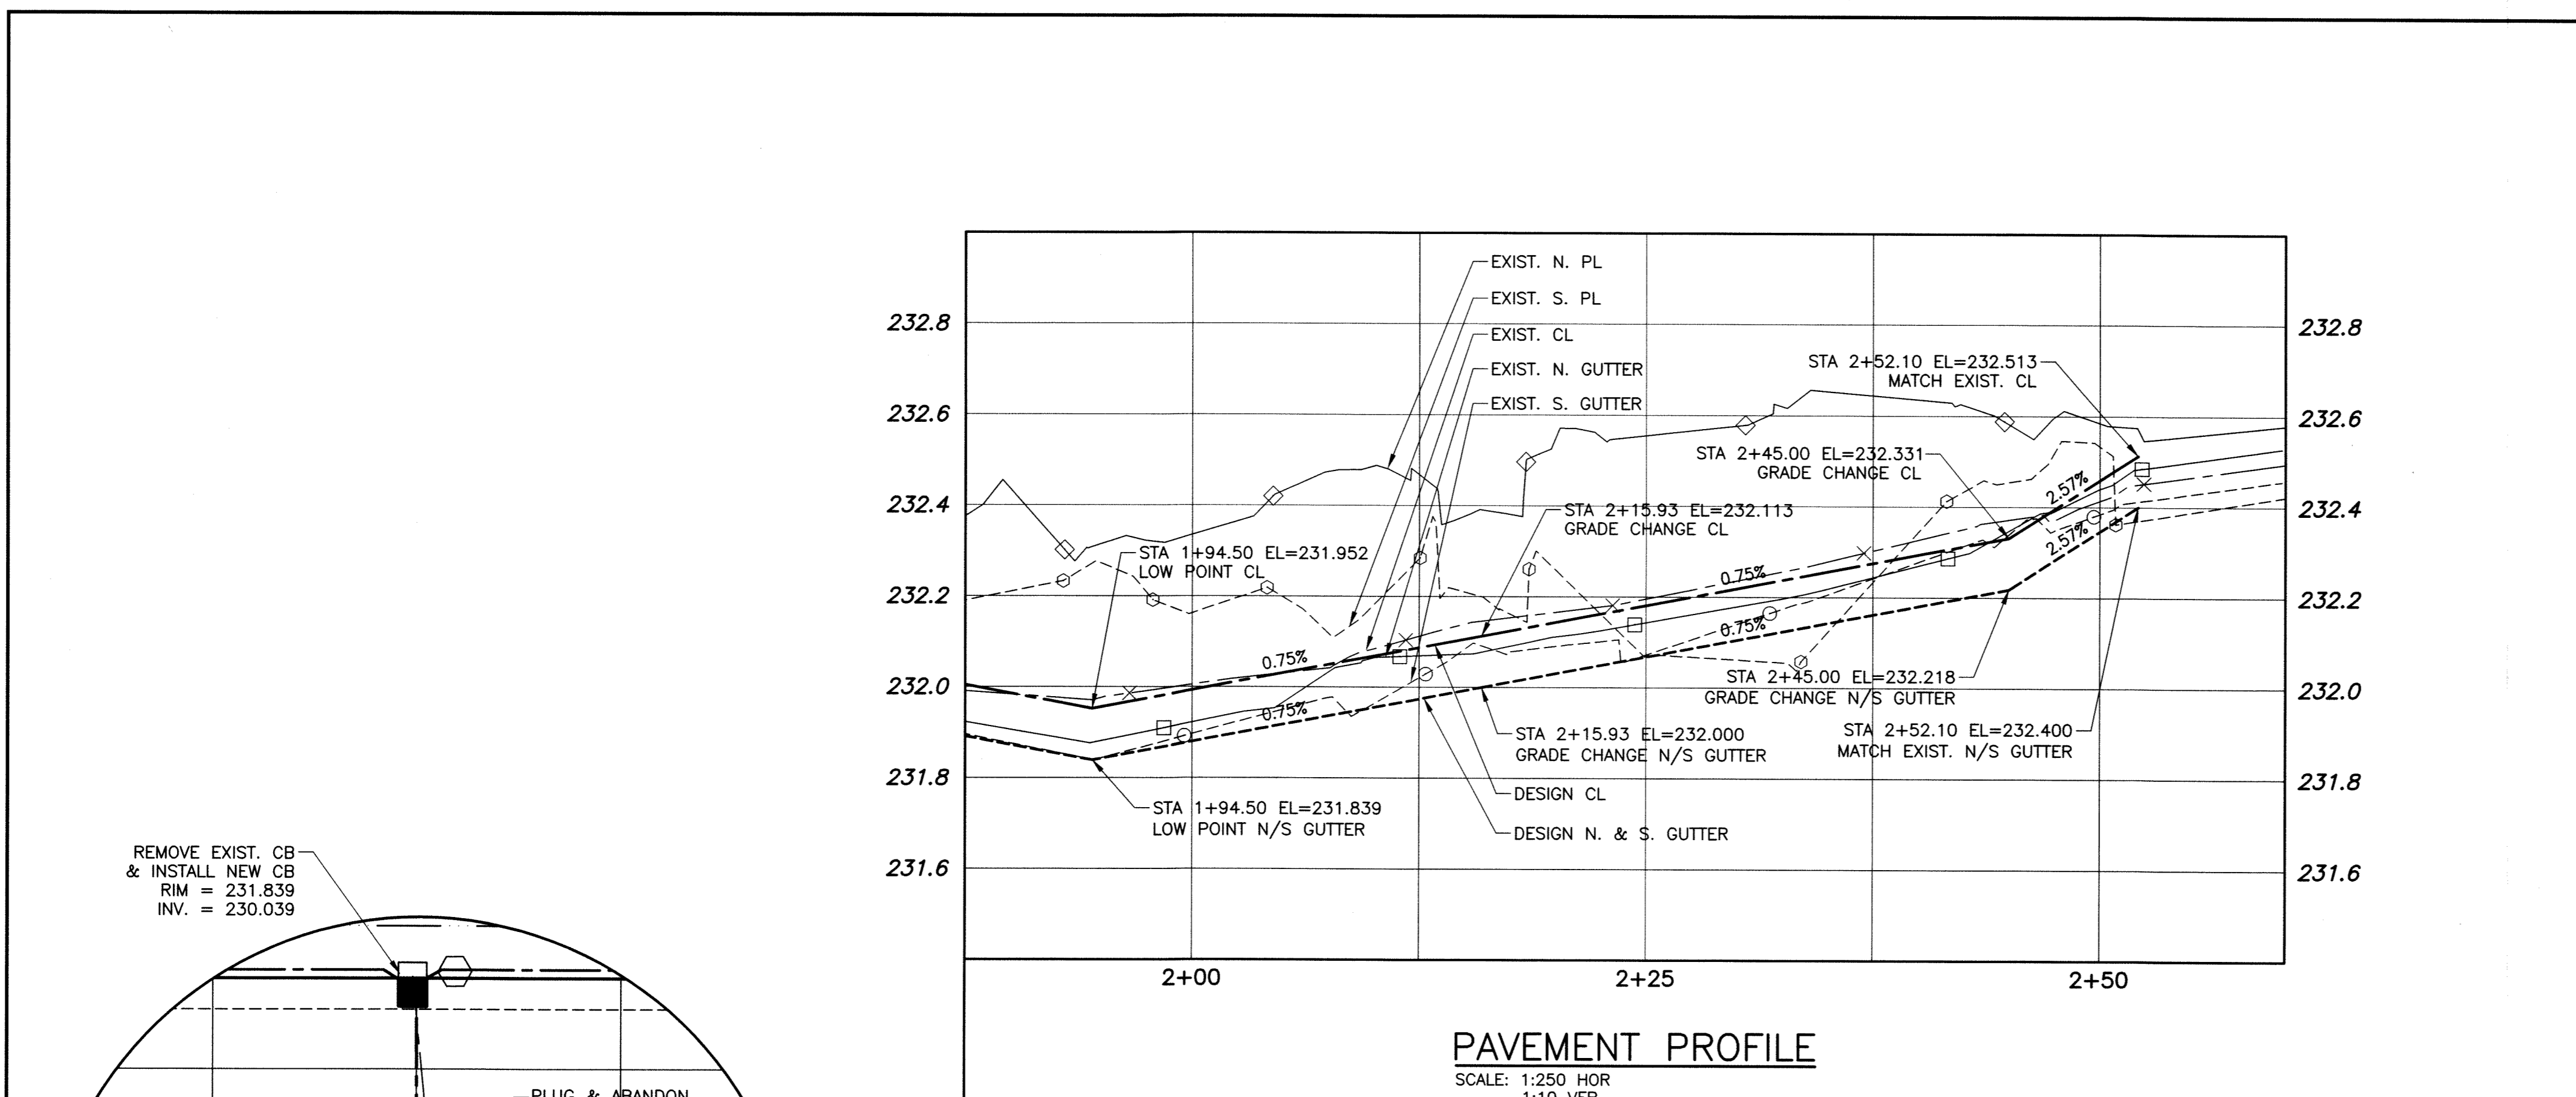 EXIST. N. PL
EXIST. S. PL
EXIST. CL
EXIST. N. GUTTER
EXIST. S. GUTTER
232.8
232.6
232.4
232.2
232.0
231.8
231.6
232.8
232.6
232.4
232.2
232.0
231.8
231.6
STA 2+52.10 EL=232.513
MATCH EXIST. CL
STA 2+45.00 EL=232.331
GRADE CHANGE CL
STA 2+15.93 EL=232.113
GRADE CHANGE CL
STA 1+94.50 EL=231.952
LOW POINT CL
0.75%
0.75%
2.57%
0.75%
0.75%
2.57%
STA 2+45.00 EL=232.218
GRADE CHANGE N/S GUTTER
STA 2+15.93 EL=232.000
GRADE CHANGE N/S GUTTER
STA 2+52.10 EL=232.400
MATCH EXIST. N/S GUTTER
STA 1+94.50 EL=231.839
LOW POINT N/S GUTTER
DESIGN CL
DESIGN N. & S. GUTTER
2+00
2+25
2+50
PAVEMENT PROFILE
SCALE: 1:250 HOR
1:10 VER
REMOVE EXIST. CB
& INSTALL NEW CB
RIM = 231.839
INV. = 230.039
PLUG & ABANDON